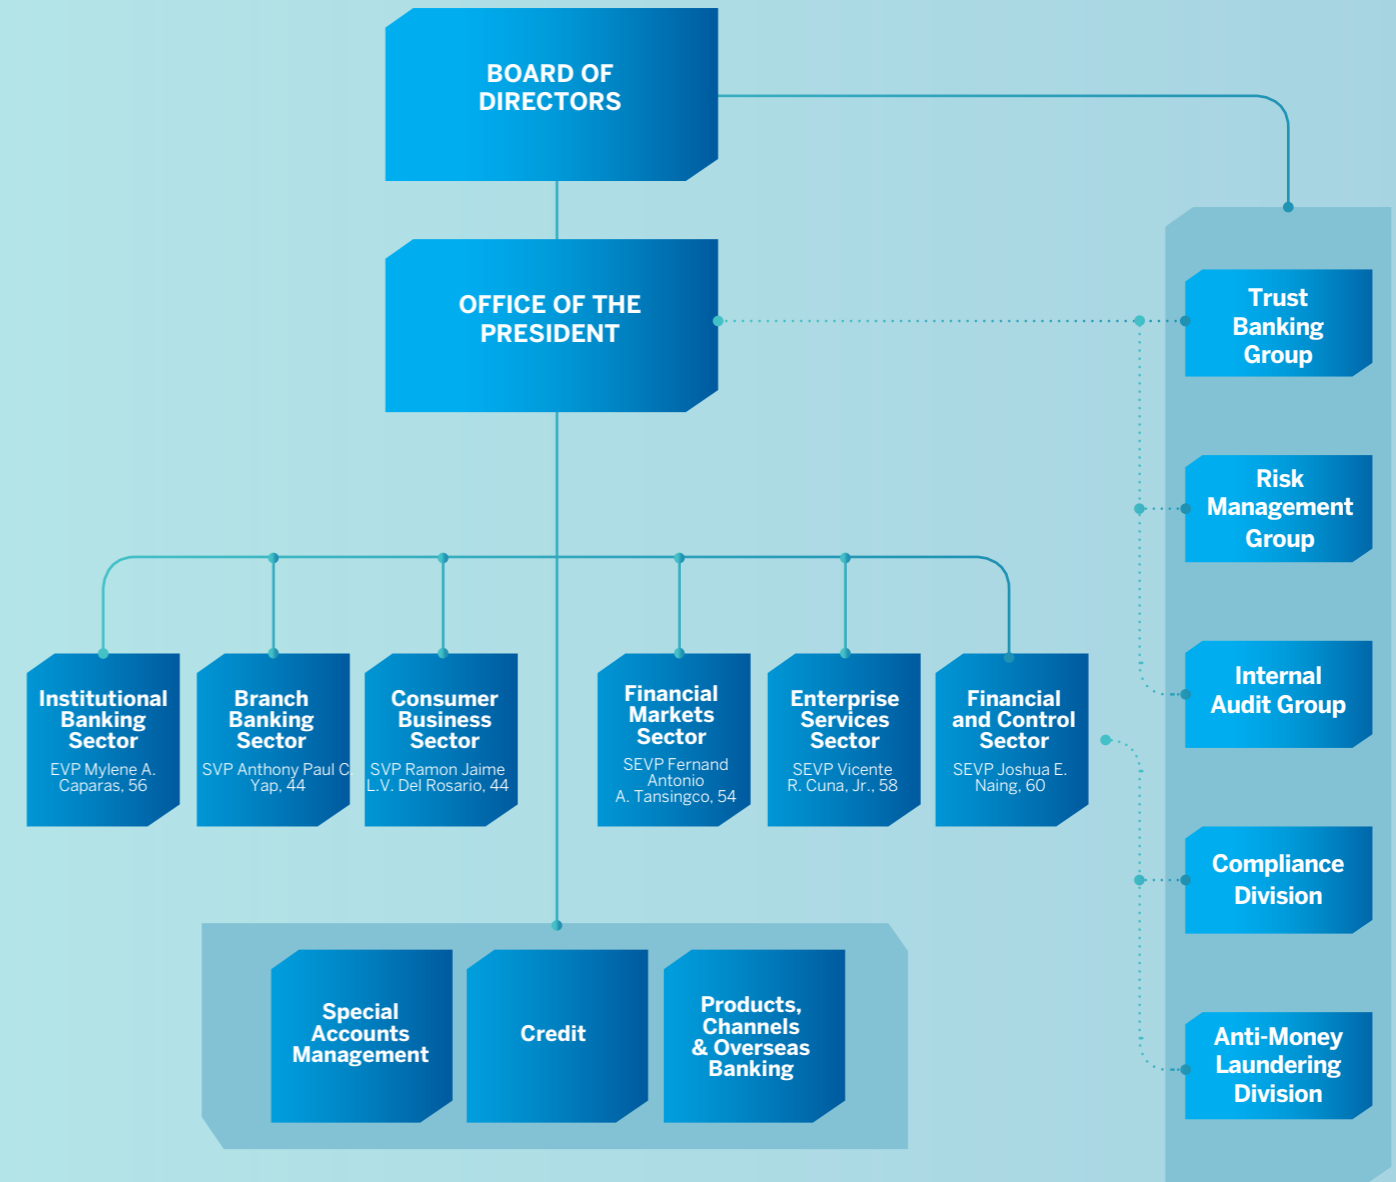 BOARD OF
DIRECTORS
OFFICE OF THE
PRESIDENT
Trust
Banking
Group
Risk
Management
Group
Internal
Audit Group
Compliance
Division
Anti-Money
Laundering
Division
Institutional
Banking
Sector
EVP Mylene A.
Caparas, 56
Branch
Banking
Sector
SVP Anthony Paul C.
Yap, 44
Consumer
Business
Sector
SVP Ramon Jaime
L.V. Del Rosario, 44
Financial
Markets
Sector
SEVP Fernand
Antonio
A. Tansingco, 54
Enterprise
Services
Sector
SEVP Vicente
R. Cuna, Jr., 58
Financial
and Control
Sector
SEVP Joshua E.
Naing, 60
Special
Accounts
Management
Credit
Products,
Channels
& Overseas
Banking